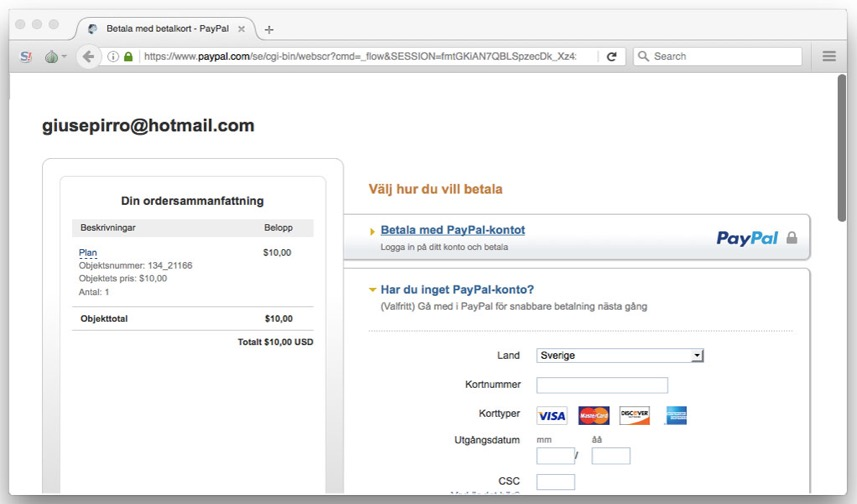 Betala med betalkort - PayPal
https://www.paypal.com/se/cgi-bin/webscr?cmd=_flow&SESSION=fmtGKiAN7QBLSpzecDk_Xz4:
Search
giusepirro@hotmail.com
Din ordersammanfattning
Beskrivningar Belopp
Plan $10,00
Objektsnummer: 134_21166
Objektets pris: $10,00
Antal: 1
Objekttotal $10,00
Totalt $10,00 USD
Välj hur du vill betala
Betala med PayPal-kontot
Logga in på ditt konto och betala
PayPal
Har du inget PayPal-konto?
(Valfritt) Gå med i PayPal för snabbare betalning nästa gång
Land Sverige
Kortnummer
Korttyper VISA MasterCard DISCOVER
Utgångsdatum mm åå
/
CSC